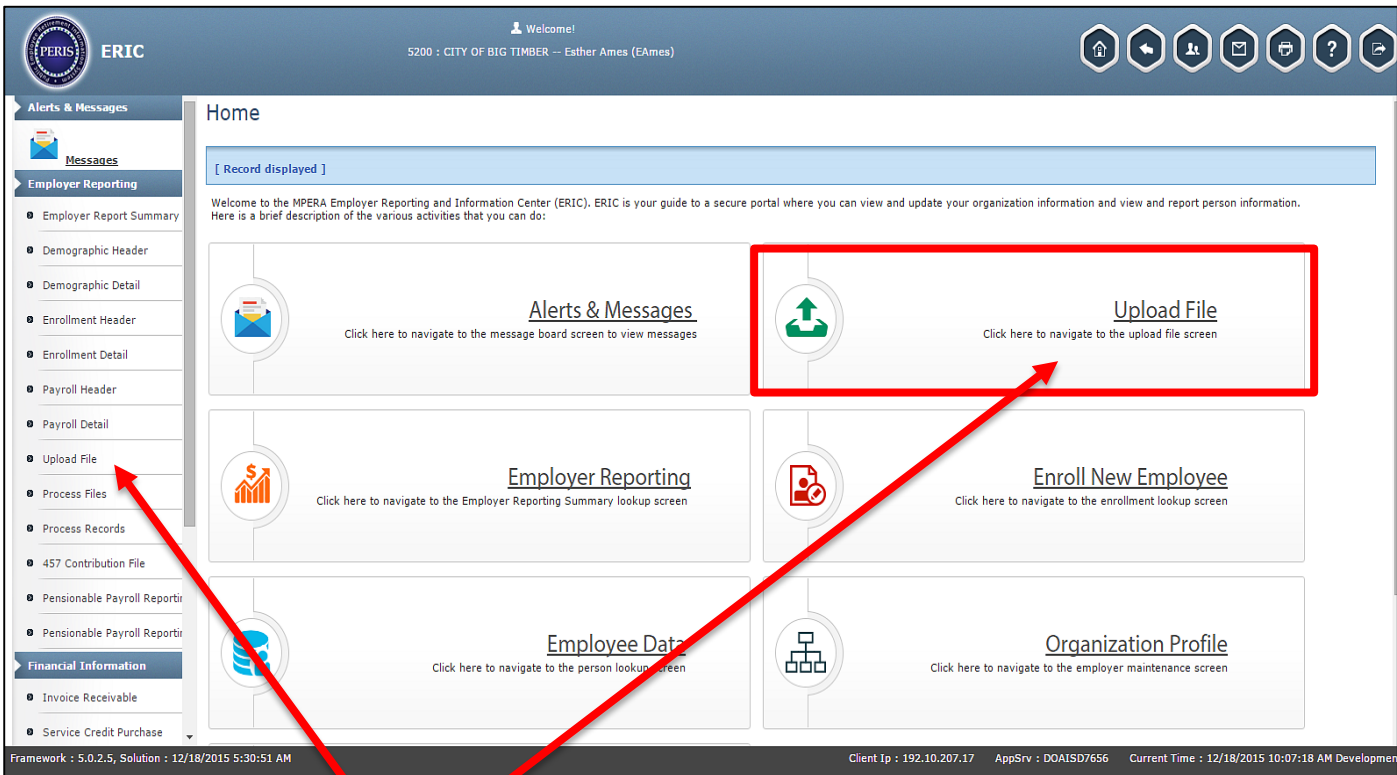 PERIS
ERIC
Welcome!
5200 : CITY OF BIG TIMBER -- Esther Ames (EAmes)
?
Alerts & Messages
Messages
Employer Reporting
Employer Report Summary
Demographic Header
Demographic Detail
Enrollment Header
Enrollment Detail
Payroll Header
Payroll Detail
Upload File
Process Files
Process Records
457 Contribution File
Pensionable Payroll Reportin
Pensionable Payroll Reportin
Financial Information
Invoice Receivable
Service Credit Purchase
Home
[ Record displayed ]
Welcome to the MPERA Employer Reporting and Information Center (ERIC). ERIC is your guide to a secure portal where you can view and update your organization information and view and report person information.
Here is a brief description of the various activities that you can do:
Alerts & Messages
Click here to navigate to the message board screen to view messages
Upload File
Click here to navigate to the upload file screen
Employer Reporting
Click here to navigate to the Employer Reporting Summary lookup screen
Enroll New Employee
Click here to navigate to the enrollment lookup screen
Employee Data
Click here to navigate to the person lookup screen
Organization Profile
Click here to navigate to the employer maintenance screen
Framework : 5.0.2.5, Solution : 12/18/2015 5:30:51 AM
Client Ip : 192.10.207.17 AppSrv : DOAISD7656 Current Time : 12/18/2015 10:07:18 AM Developmen